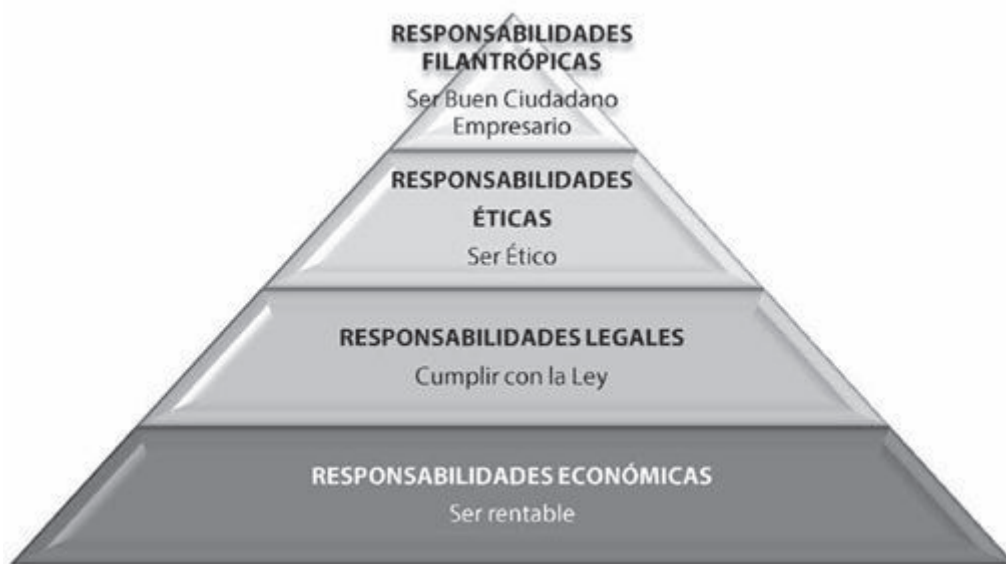 RESPONSABILIDADES
FILANTRÓPICAS
Ser Buen Ciudadano
Empresario
RESPONSABILIDADES
ÉTICAS
Ser Ético
RESPONSABILIDADES LEGALES
Cumplir con la Ley
RESPONSABILIDADES ECONÓMICAS
Ser rentable